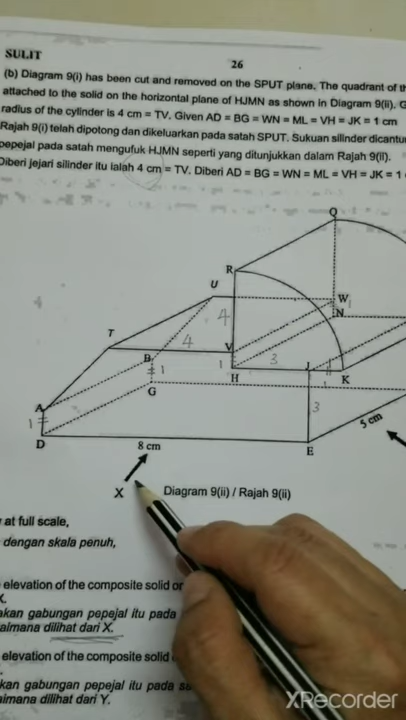 SULIT
26
(b) Diagram 9(i) has been cut and removed on the SPUT plane. The quadrant of
attached to the solid on the horizontal plane of HJMN as shown in Diagram 9(ii).
radius of the cylinder is 4 cm = TV. Given AD = BG = WN = ML = VH = JK = 1 cm
Rajah 9(i) telah dipotong dan dikeluarkan pada satah SPUT. Sukuan silinder
pepejal pada satah mengufuk HJMN seperti yang ditunjukkan dalam Rajah 9(ii).
Diberi jejari silinder itu ialah 4 cm = TV. Diberi AD = BG = WN = ML = VH = JK = 1
Q
R
U
W
1
4
N
T
4
V
B
1
3
J
1
H
K
1
G
A
3
1
D
E
8 cm
5 cm
X
Diagram 9(ii) / Rajah 9(ii)
at full scale,
dengan skala penuh,
elevation of the composite solid
X.
akan gabungan pepejal itu pada
aimana dilihat dari X.
elevation of the composite solid
kan gabungan pepejal itu pada
aimana dilihat dari Y.
XRecorder